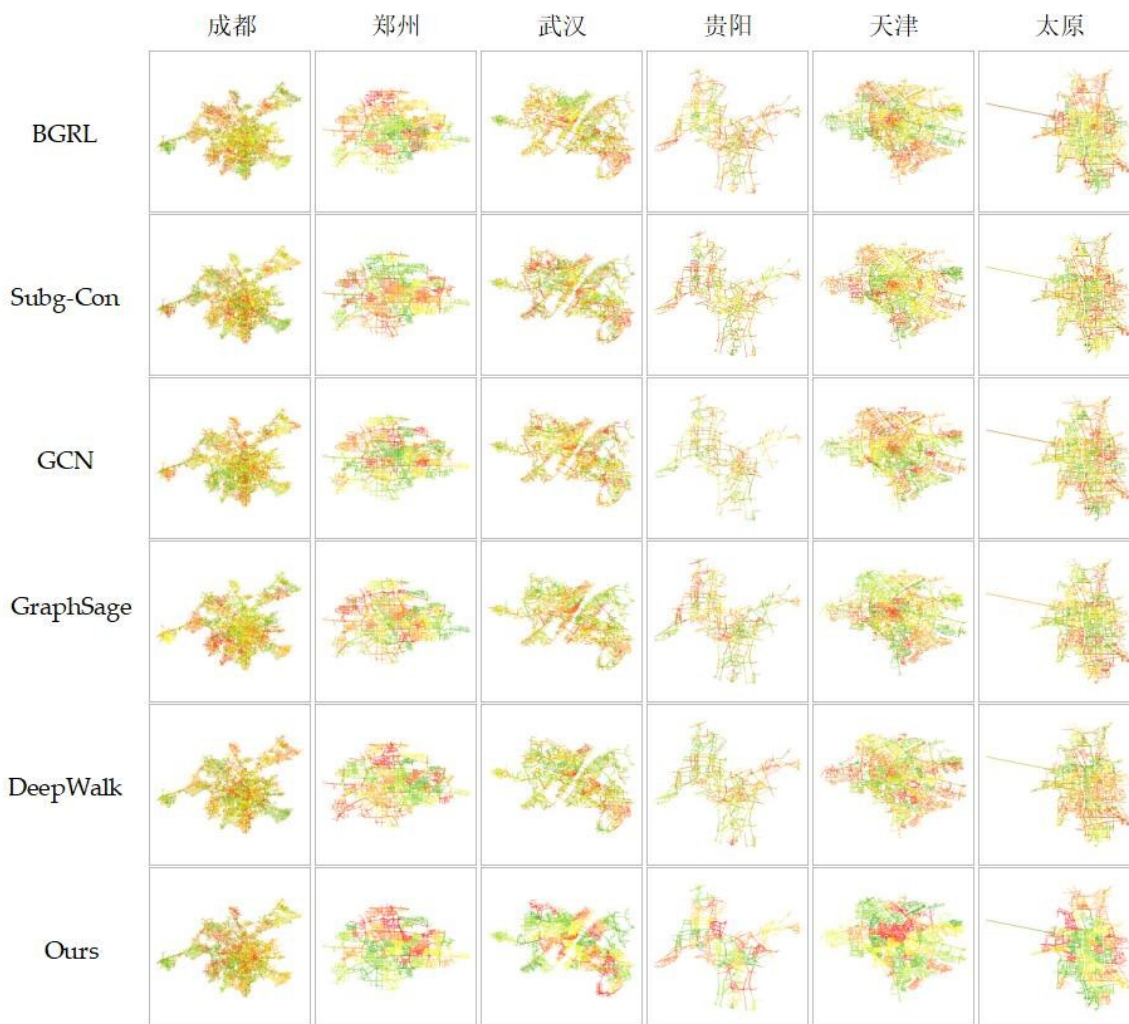 成都 郑州 武汉 贵阳 天津 太原
BGRL
Subg-Con
GCN
GraphSage
DeepWalk
Ours